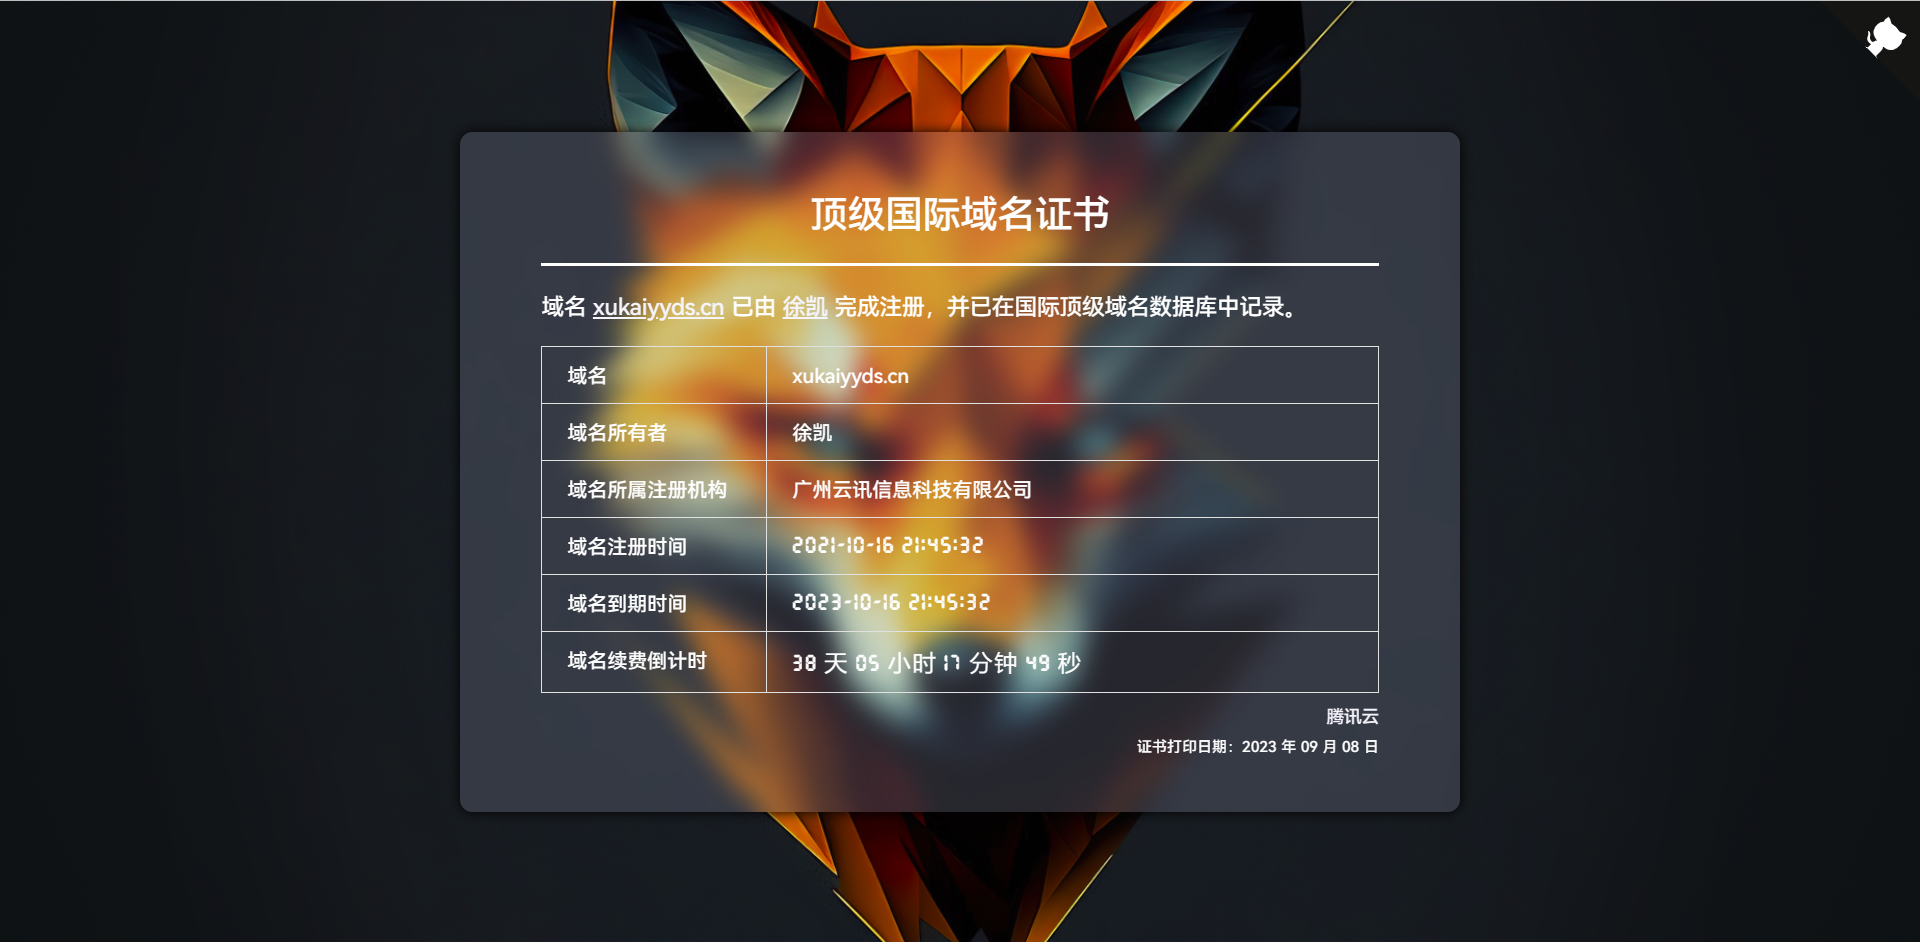 顶级国际域名证书
域名 xukaiyyds.cn 已由 徐凯 完成注册，并已在国际顶级域名数据库中记录。
域名 xukaiyyds.cn
域名所有者 徐凯
域名所属注册机构 广州云讯信息科技有限公司
域名注册时间 2021-10-16 21:45:32
域名到期时间 2023-10-16 21:45:32
域名续费倒计时 38 天 05 小时 17 分钟 49 秒
腾讯云
证书打印日期：2023 年 09 月 08 日